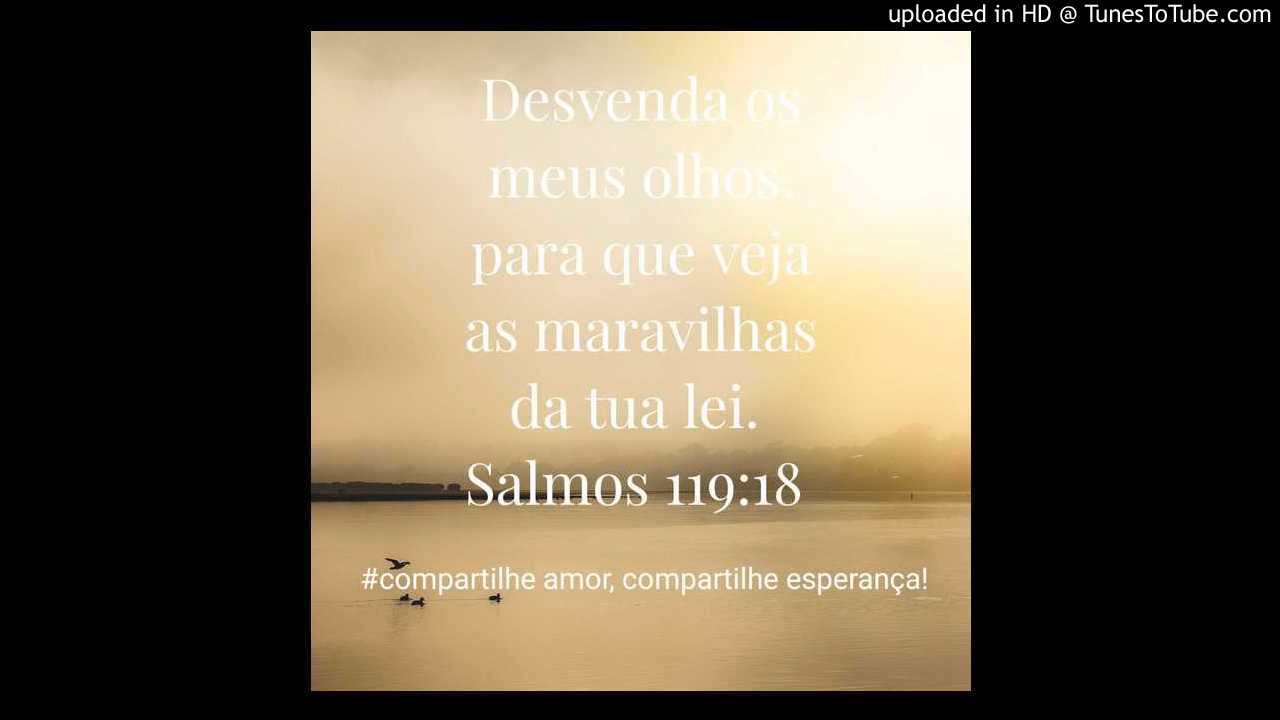 uploaded in HD @ TunesToTube.com
Desvenda os
meus olhos.
para que veja
as maravilhas
da tua lei.
Salmos 119:18
#compartilhe amor, compartilhe esperança!